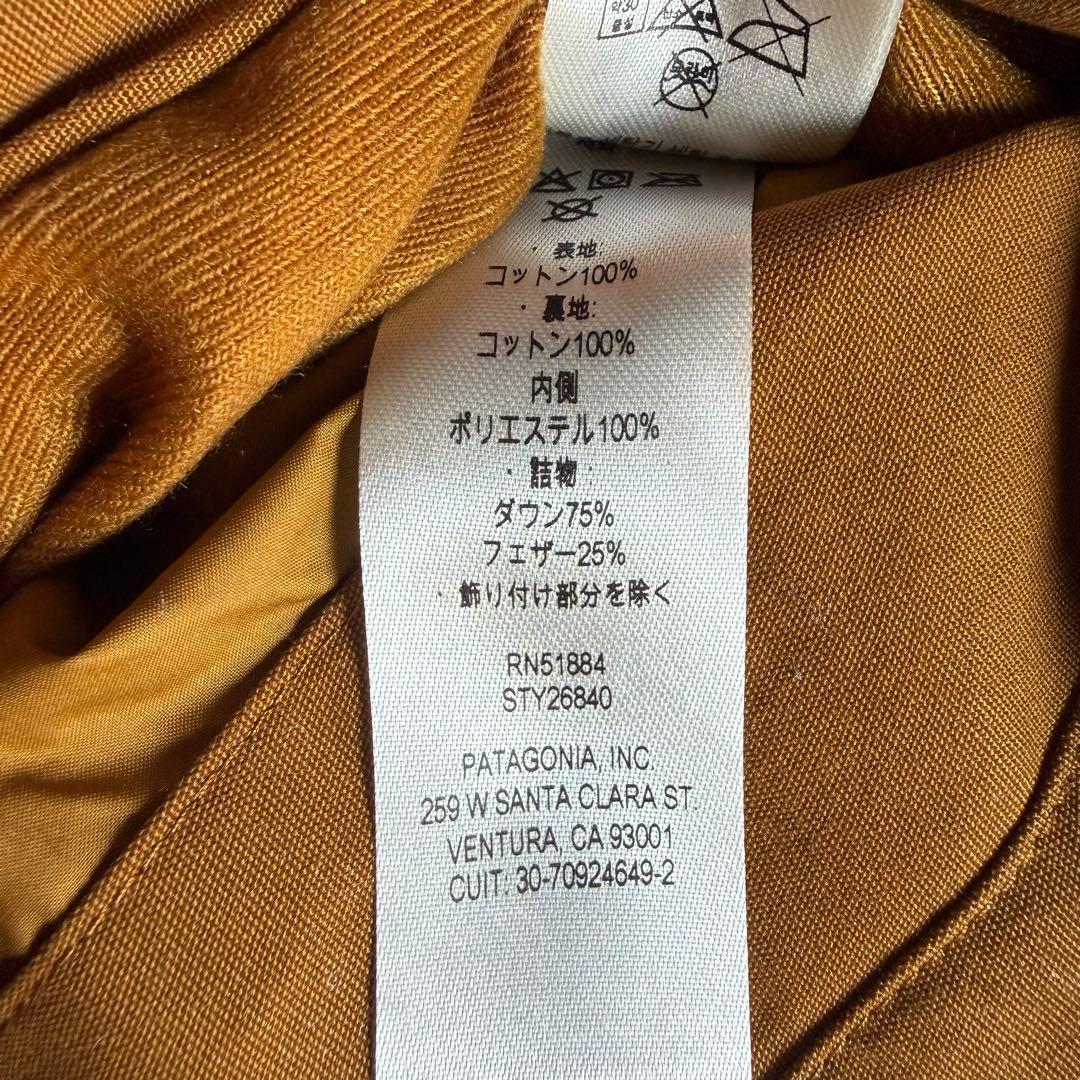 · 表地:
コットン100%
· 裏地:
コットン100%
内側
ポリエステル100%
· 詰物 :
ダウン75%
フェザー25%
· 飾り付け部分を除く
RN51884
STY26840
PATAGONIA, INC.
259 W SANTA CLARA ST.
VENTURA, CA 93001
CUIT: 30-70924649-2